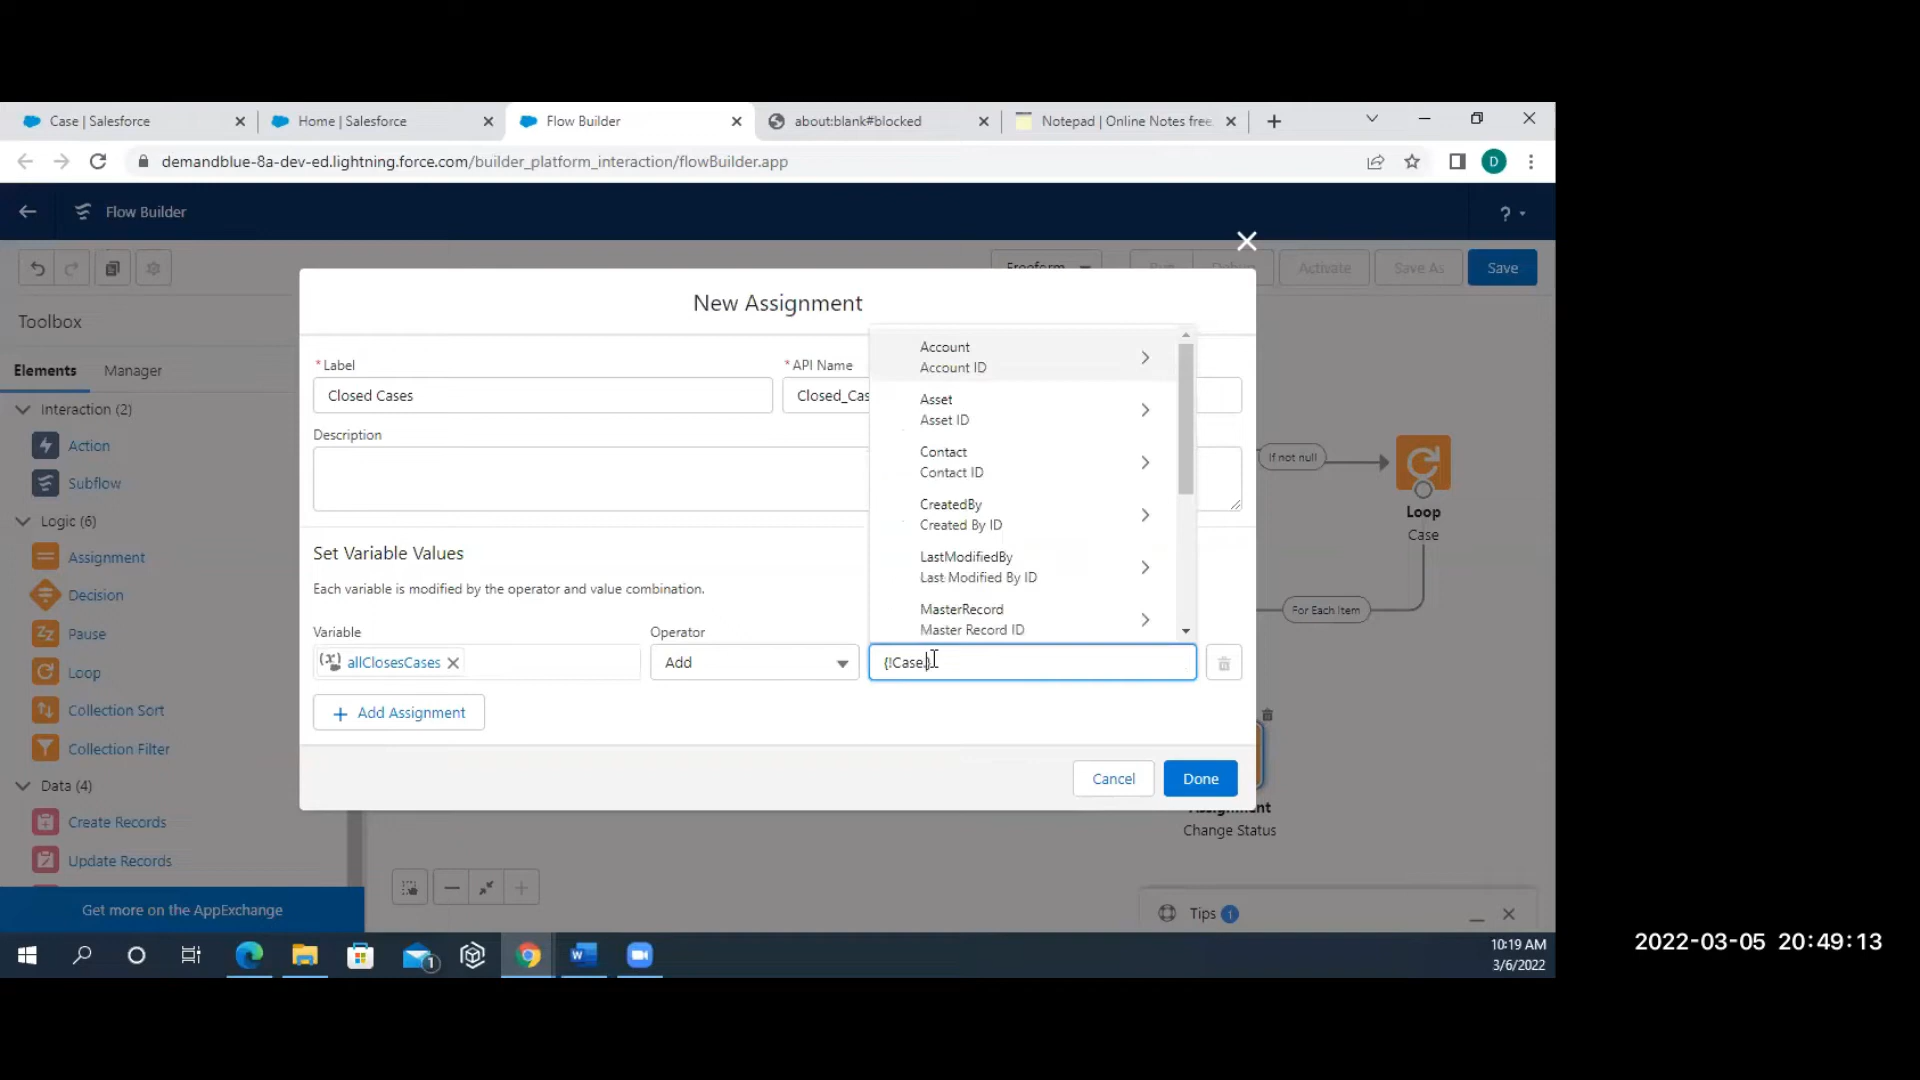 Case | Salesforce
Home | Salesforce
Flow Builder
about:blank#blocked
Notepad | Online Notes free
demandblue-8a-dev-ed.lightning.force.com/builder_platform_interaction/flowBuilder.app
D
Flow Builder
?
Freeform
Run
Debug
Activate
Save As
Save
Toolbox
Elements
Manager
Interaction (2)
Action
Subflow
Logic (6)
Assignment
Decision
Pause
Loop
Collection Sort
Collection Filter
Data (4)
Create Records
Update Records
Get more on the AppExchange
New Assignment
* Label
* API Name
Closed Cases
Closed_Cas
Description
Set Variable Values
Each variable is modified by the operator and value combination.
Variable
Operator
allClosesCases
Add
{!Case.}
Add Assignment
Cancel
Done
Account
Account ID
Asset
Asset ID
Contact
Contact ID
CreatedBy
Created By ID
LastModifiedBy
Last Modified By ID
MasterRecord
Master Record ID
If not null
Loop
Case
For Each Item
Assignment
Change Status
Tips 1
1
10:19 AM
3/6/2022
2022-03-05 20:49:13